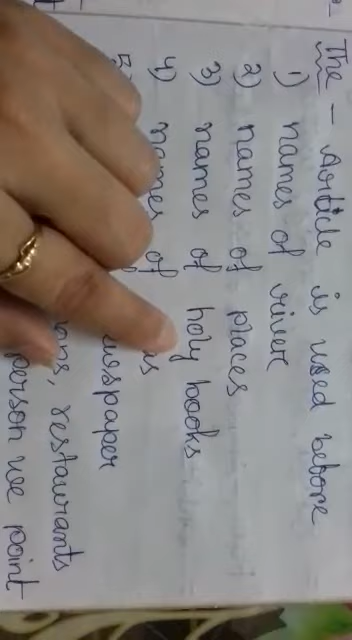 The - Article is used before
1) names of river
2) names of places
3) names of holy books
4) names of
newspaper
restaurants
person we point